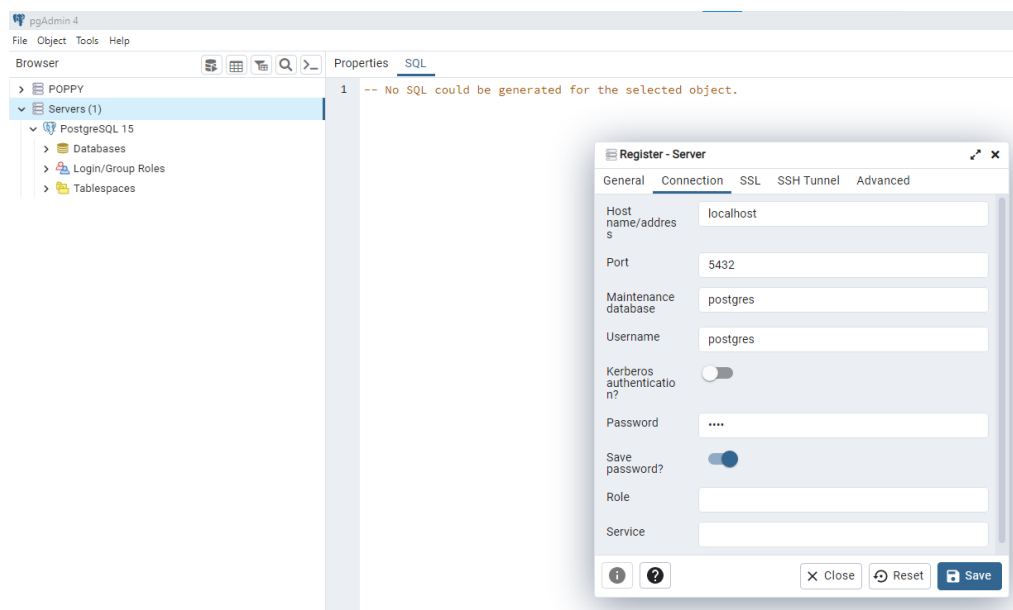 pgAdmin 4
File Object Tools Help
Browser
Properties SQL
POPPY
Servers (1)
PostgreSQL 15
Databases
Login/Group Roles
Tablespaces
1 -- No SQL could be generated for the selected object.
Register - Server
General Connection SSL SSH Tunnel Advanced
Host
name/addres
s
localhost
Port
5432
Maintenance
database
postgres
Username
postgres
Kerberos
authenticatio
n?
Password
••••
Save
password?
Role
Service
Close Reset Save